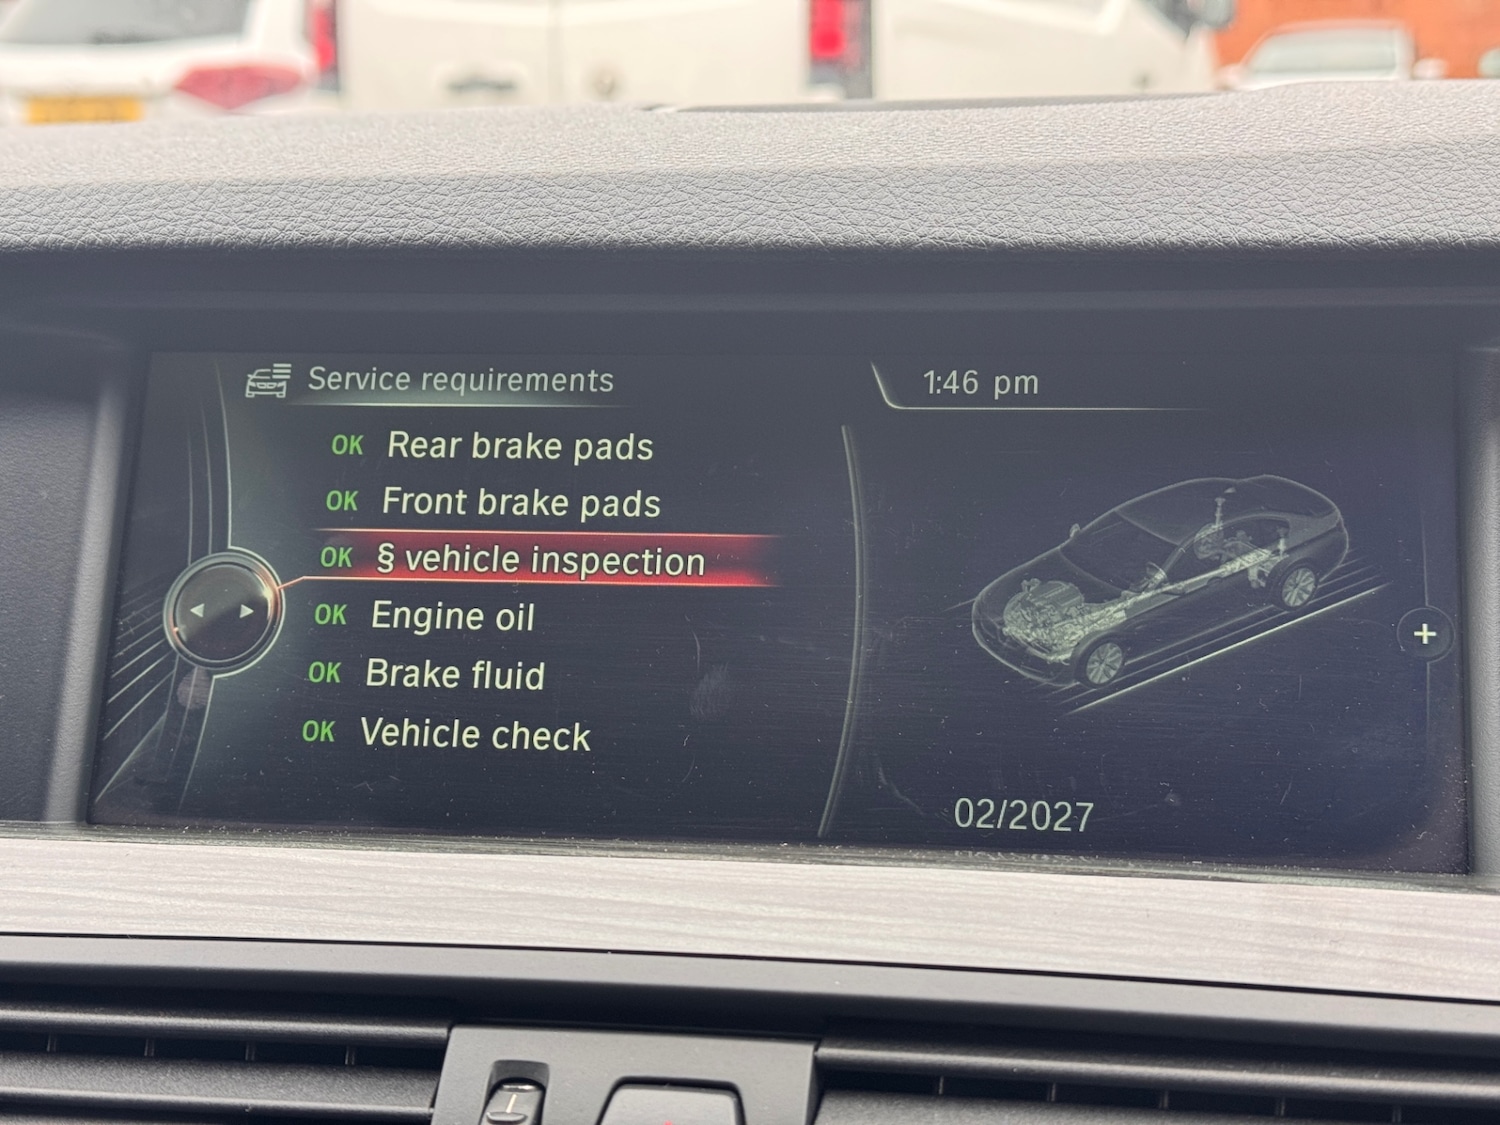 Service requirements
1:46 pm
OK Rear brake pads
OK Front brake pads
OK § vehicle inspection
OK Engine oil
OK Brake fluid
OK Vehicle check
+
02/2027